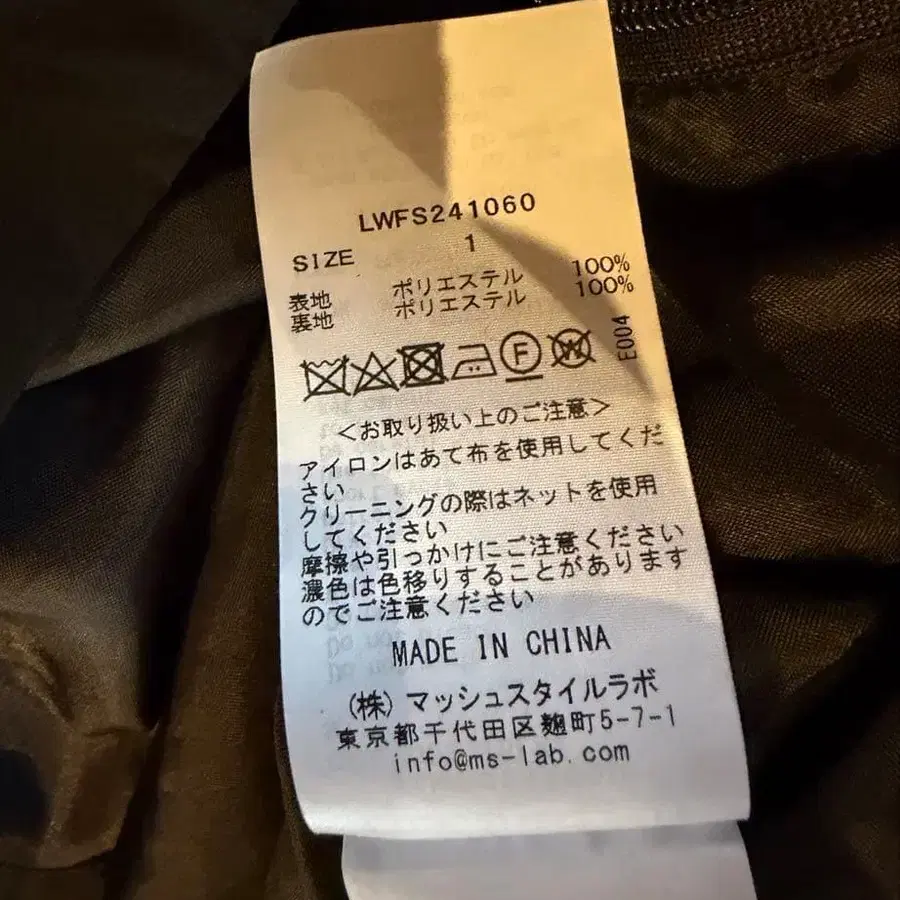 LWFS241060
SIZE 1
表地 ポリエステル 100%
裏地 ポリエステル 100%
E004
F W
<お取り扱い上のご注意>
アイロンはあて布を使用してくだ
さい
クリーニングの際はネットを使用
してください
摩擦や引っかけにご注意ください
濃色は色移りすることがあります
のでご注意ください
MADE IN CHINA
(株)マッシュスタイルラボ
東京都千代田区麹町5-7-1
info@ms-lab.com